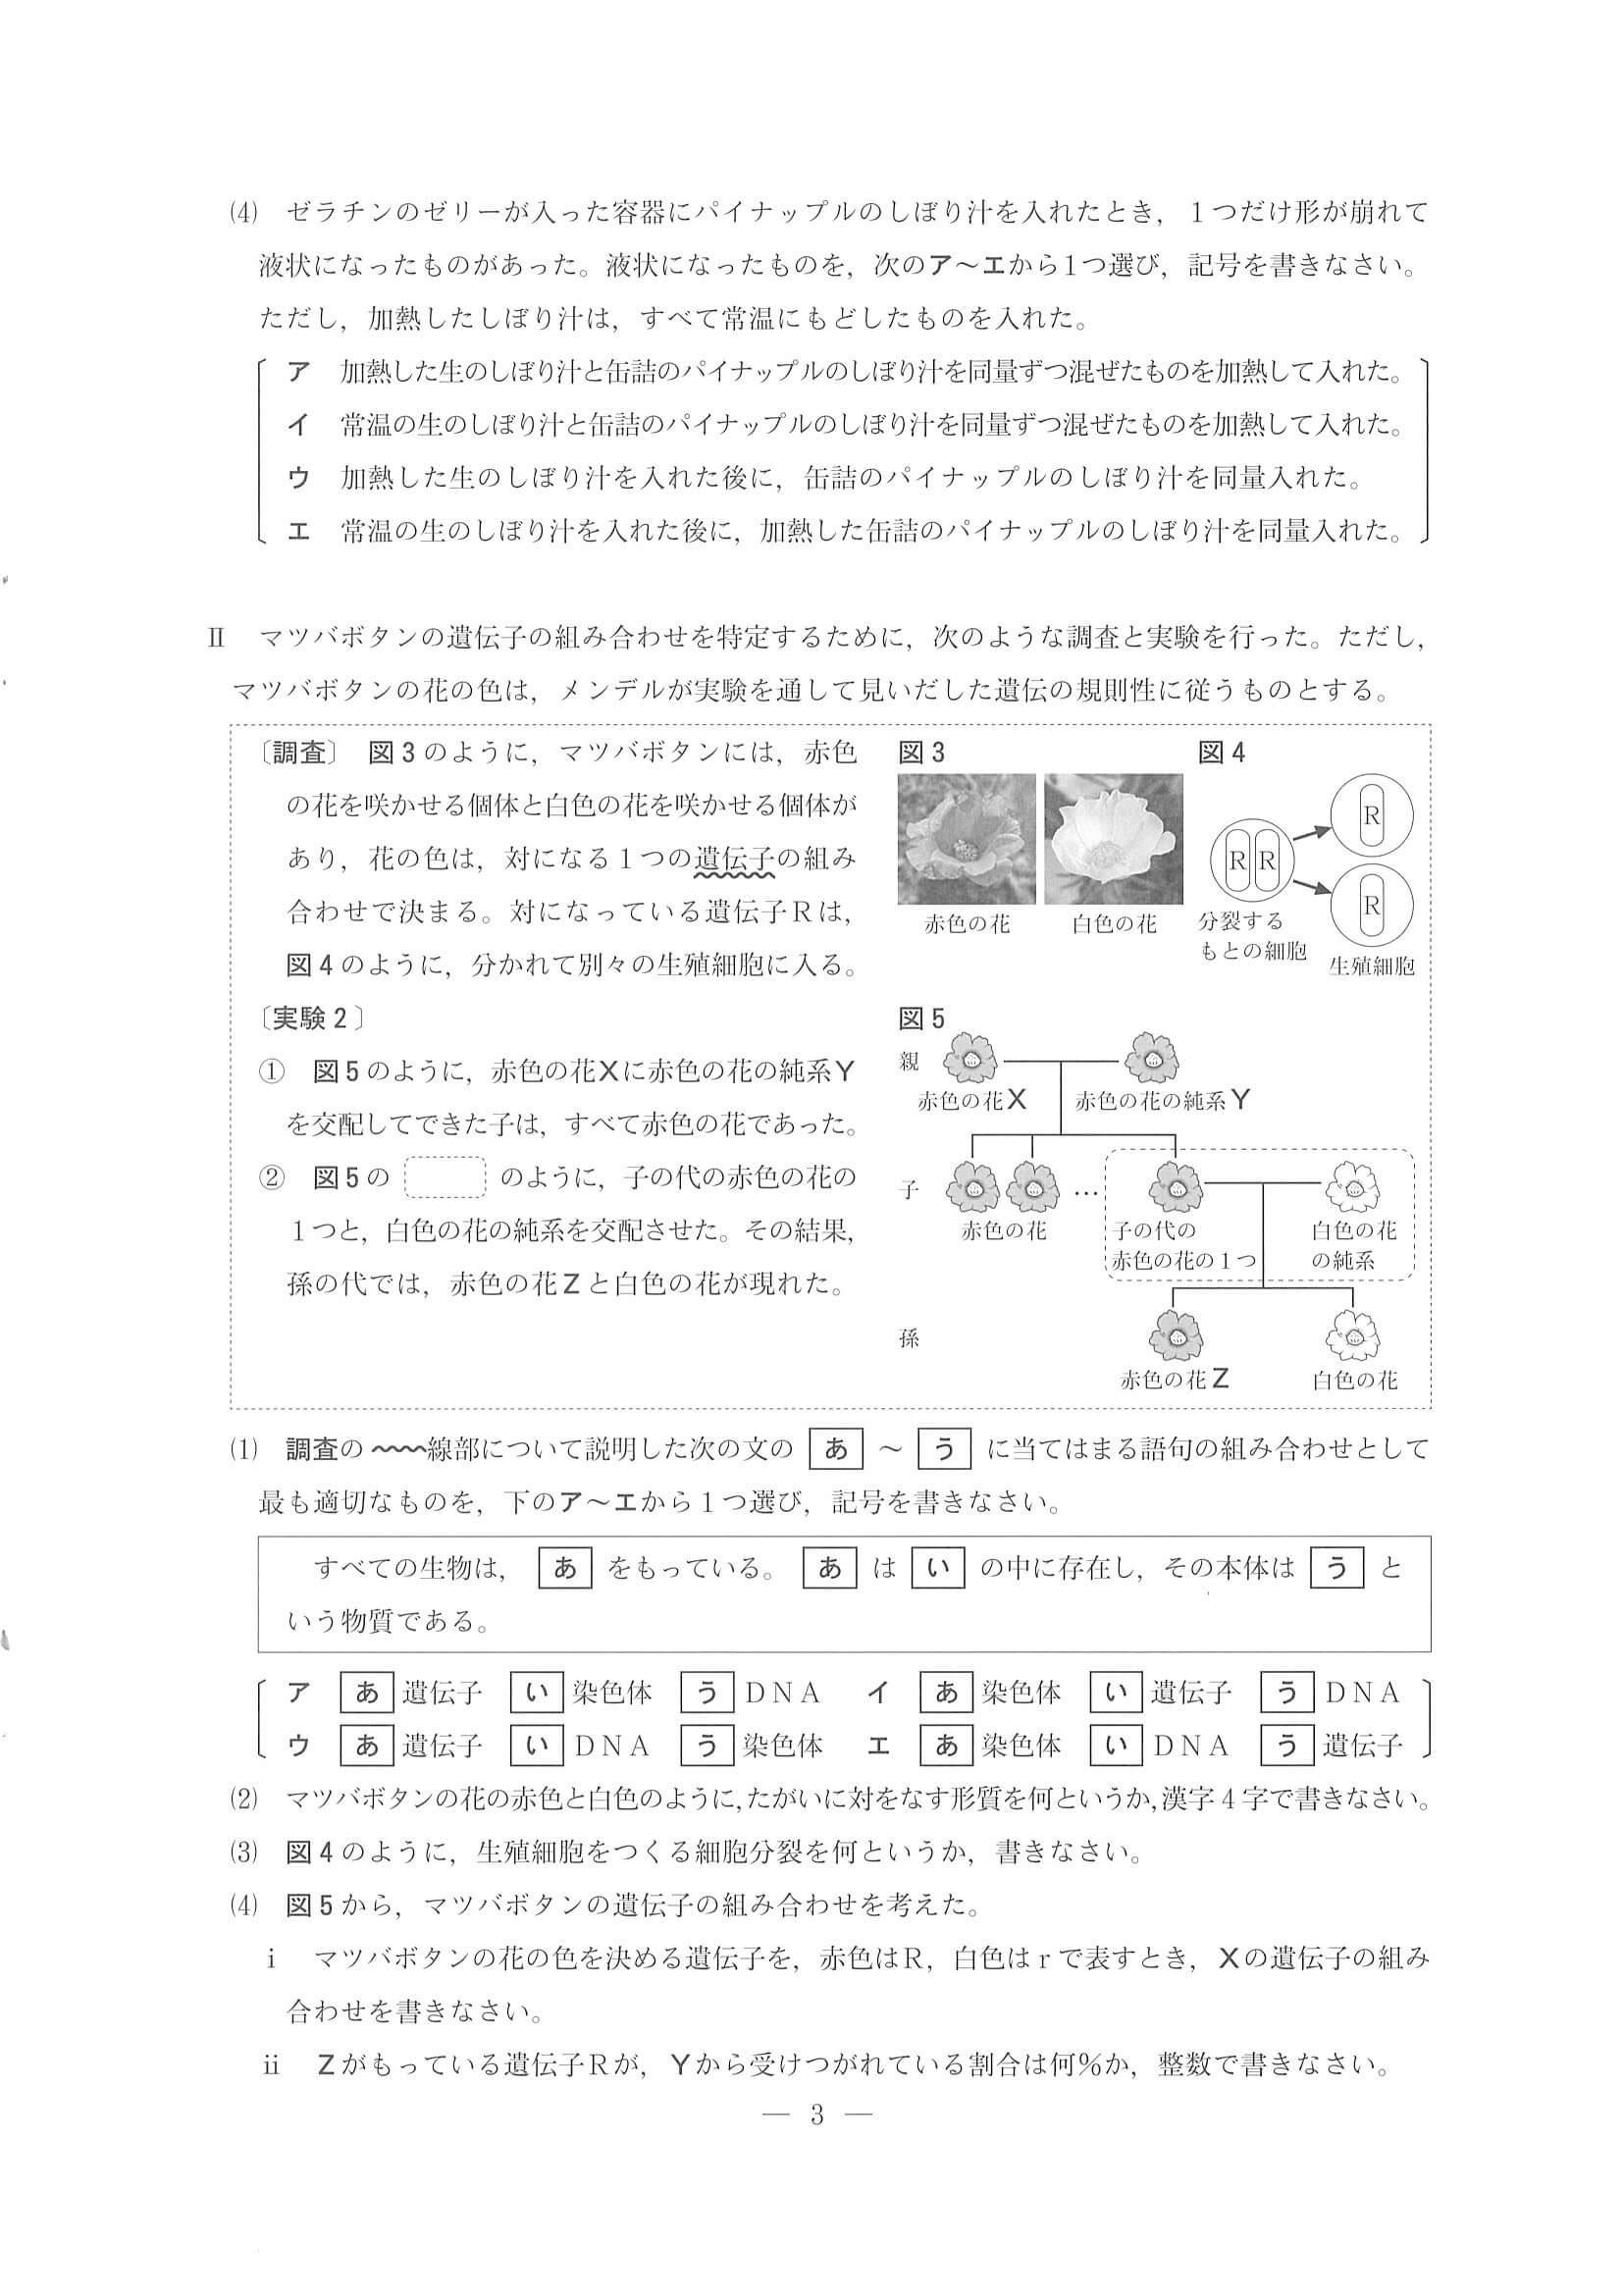 (4) ゼラチンのゼリーが入った容器にパイナップルのしぼり汁を入れたとき，１つだけ形が崩れて
液状になったものがあった。液状になったものを，次のア～エから1つ選び，記号を書きなさい。
ただし，加熱したしぼり汁は，すべて常温にもどしたものを入れた。
ア 加熱した生のしぼり汁と缶詰のパイナップルのしぼり汁を同量ずつ混ぜたものを加熱して入れた。
イ 常温の生のしぼり汁と缶詰のパイナップルのしぼり汁を同量ずつ混ぜたものを加熱して入れた。
ウ 加熱した生のしぼり汁を入れた後に，缶詰のパイナップルのしぼり汁を同量入れた。
エ 常温の生のしぼり汁を入れた後に，加熱した缶詰のパイナップルのしぼり汁を同量入れた。
Ⅱ マツバボタンの遺伝子の組み合わせを特定するために，次のような調査と実験を行った。ただし，
マツバボタンの花の色は，メンデルが実験を通して見いだした遺伝の規則性に従うものとする。
〔調査〕 図3のように，マツバボタンには，赤色
の花を咲かせる個体と白色の花を咲かせる個体が
あり，花の色は，対になる１つの遺伝子の組み
合わせで決まる。対になっている遺伝子Rは，
図4のように，分かれて別々の生殖細胞に入る。
図3
赤色の花 白色の花
図4
R R
R
R
分裂する
もとの細胞
生殖細胞
〔実験2〕
① 図5のように，赤色の花Xに赤色の花の純系Y
を交配してできた子は，すべて赤色の花であった。
② 図5の のように，子の代の赤色の花の
１つと，白色の花の純系を交配させた。その結果，
孫の代では，赤色の花Zと白色の花が現れた。
図5
親
赤色の花X 赤色の花の純系Y
子 …
赤色の花
子の代の
赤色の花の１つ
白色の花
の純系
孫
赤色の花Z 白色の花
(1) 調査の～～線部について説明した次の文の あ ～ う に当てはまる語句の組み合わせとして
最も適切なものを，下のア～エから１つ選び，記号を書きなさい。
すべての生物は， あ をもっている。 あ は い の中に存在し，その本体は う と
いう物質である。
ア あ 遺伝子 い 染色体 う DNA イ あ 染色体 い 遺伝子 う DNA
ウ あ 遺伝子 い DNA う 染色体 エ あ 染色体 い DNA う 遺伝子
(2) マツバボタンの花の赤色と白色のように，たがいに対をなす形質を何というか，漢字4字で書きなさい。
(3) 図4のように，生殖細胞をつくる細胞分裂を何というか，書きなさい。
(4) 図5から，マツバボタンの遺伝子の組み合わせを考えた。
ⅰ マツバボタンの花の色を決める遺伝子を，赤色はR，白色はrで表すとき，Xの遺伝子の組み
合わせを書きなさい。
ⅱ Zがもっている遺伝子Rが，Yから受けつがれている割合は何％か，整数で書きなさい。
— 3 —